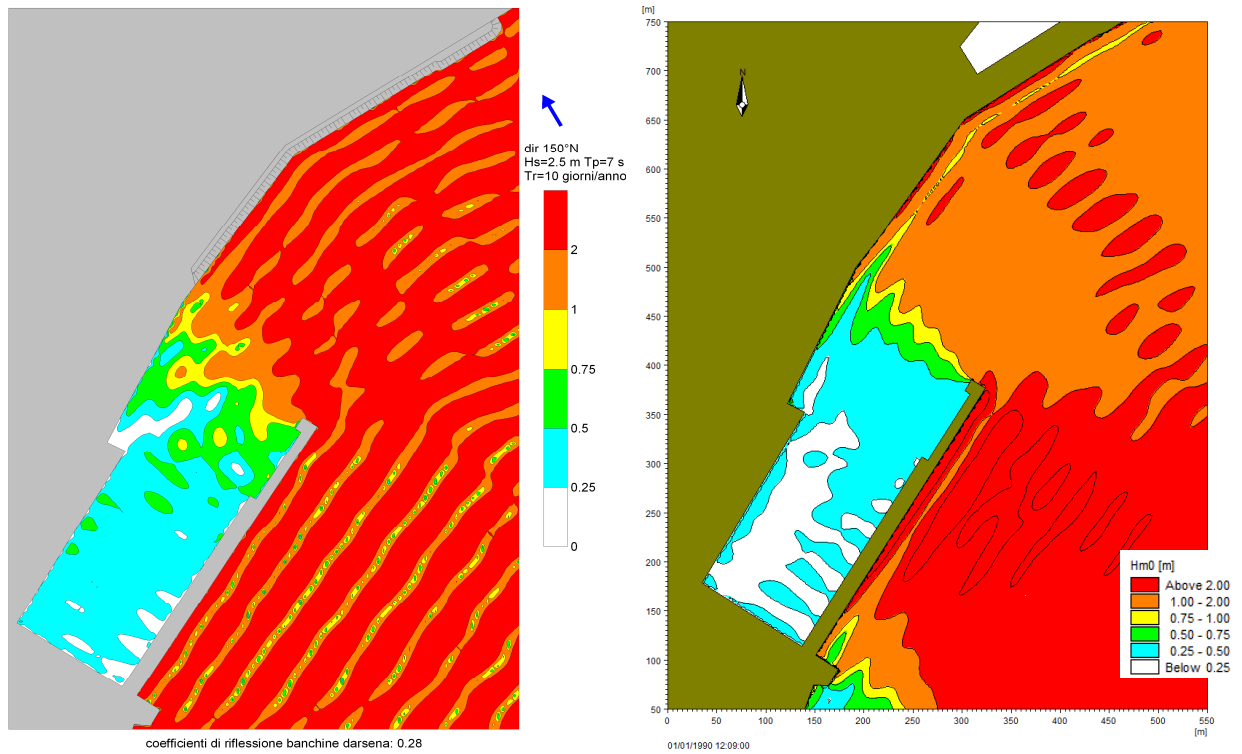 dir 150°N
Hs=2.5 m Tp=7 s
Tr=10 giorni/anno
2
1
0.75
0.5
0.25
0
coefficienti di riflessione banchine darsena: 0.28
[m]
750
700
650
600
550
500
450
400
350
300
250
200
150
100
50
N
Hm0 [m]
Above 2.00
1.00 - 2.00
0.75 - 1.00
0.50 - 0.75
0.25 - 0.50
Below 0.25
0 50 100 150 200 250 300 350 400 450 500 550
[m]
01/01/1990 12:09:00